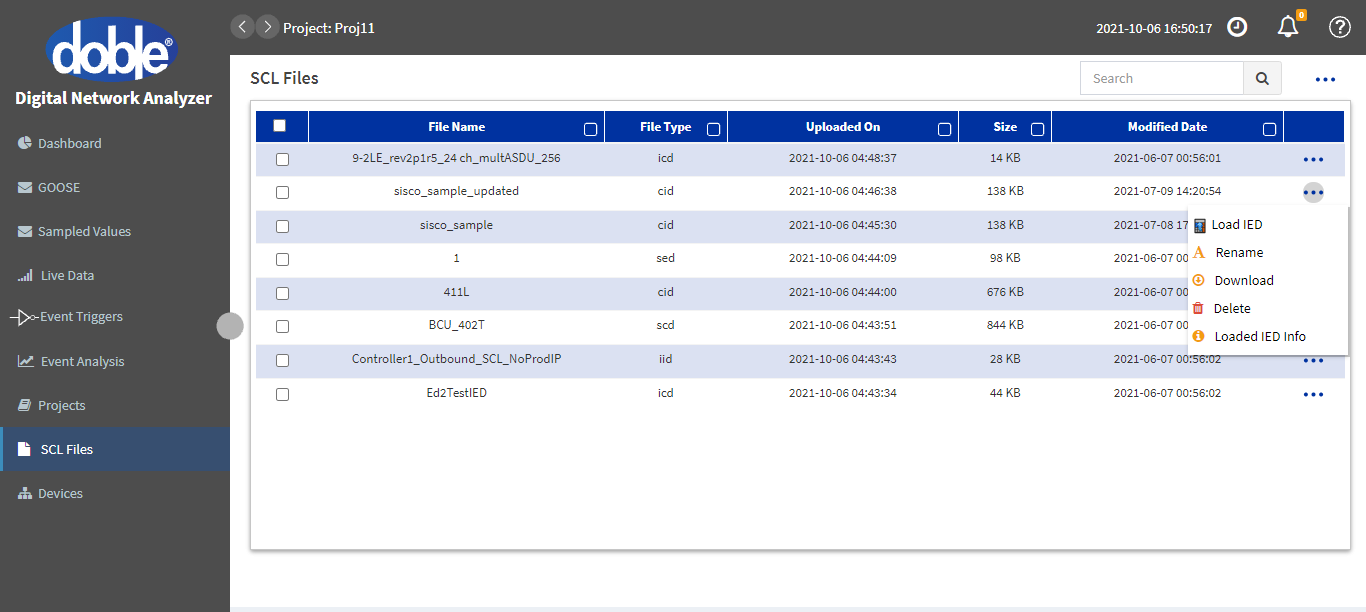 doble®
Digital Network Analyzer
Dashboard
GOOSE
Sampled Values
Live Data
Event Triggers
Event Analysis
Projects
SCL Files
Devices
Project: Proj11
2021-10-06 16:50:17
0
SCL Files
Search
File Name File Type Uploaded On Size Modified Date
9-2LE_rev2p1r5_24 ch_multASDU_256 icd 2021-10-06 04:48:37 14 KB 2021-06-07 00:56:01
sisco_sample_updated cid 2021-10-06 04:46:38 138 KB 2021-07-09 14:20:54
sisco_sample cid 2021-10-06 04:45:30 138 KB 2021-07-08 17
1 sed 2021-10-06 04:44:09 98 KB 2021-06-07 00
411L cid 2021-10-06 04:44:00 676 KB 2021-06-07 00
BCU_402T scd 2021-10-06 04:43:51 844 KB 2021-06-07 00
Controller1_Outbound_SCL_NoProdIP iid 2021-10-06 04:43:43 28 KB 2021-06-07 00:56:02
Ed2TestIED icd 2021-10-06 04:43:34 44 KB 2021-06-07 00:56:02
Load IED
Rename
Download
Delete
Loaded IED Info